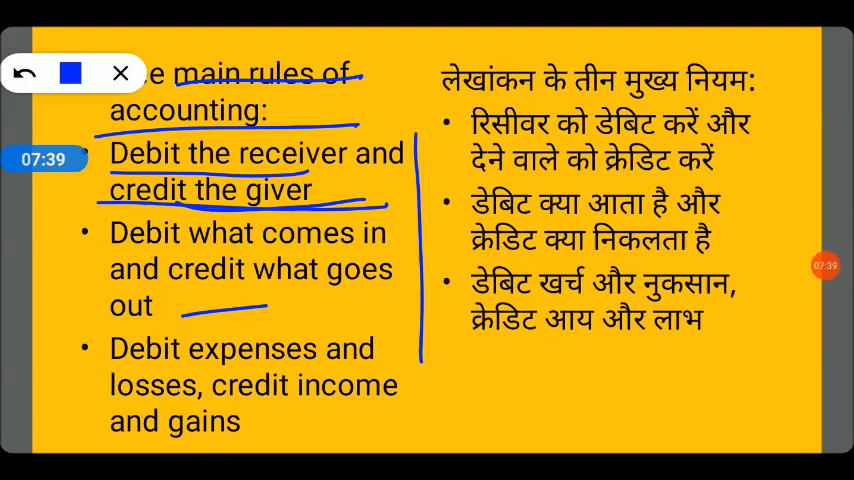 main rules of
accounting:
• Debit the receiver and
credit the giver
• Debit what comes in
and credit what goes
out
• Debit expenses and
losses, credit income
and gains
लेखांकन के तीन मुख्य नियम:
• रिसीवर को डेबिट करें और
देने वाले को क्रेडिट करें
• डेबिट क्या आता है और
क्रेडिट क्या निकलता है
• डेबिट खर्च और नुकसान,
क्रेडिट आय और लाभ
07:39
07:39